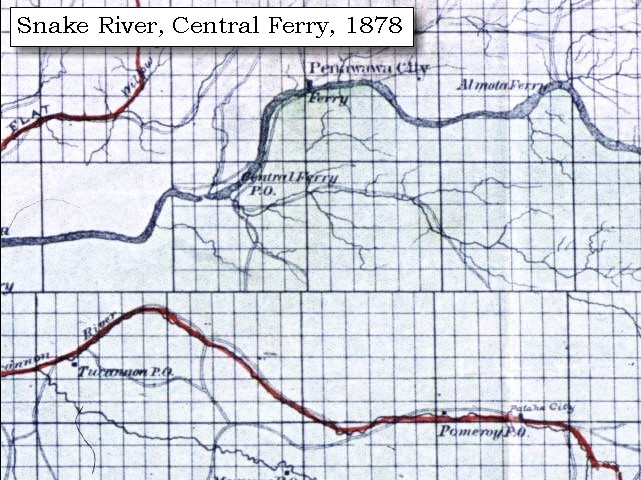 Snake River, Central Ferry, 1878
Penawawa City
Ferry
Almota Ferry
Willow
FLAT
Central Ferry
P.O.
River
Tucannon P.O.
Pataha City
Pomeroy P.O.